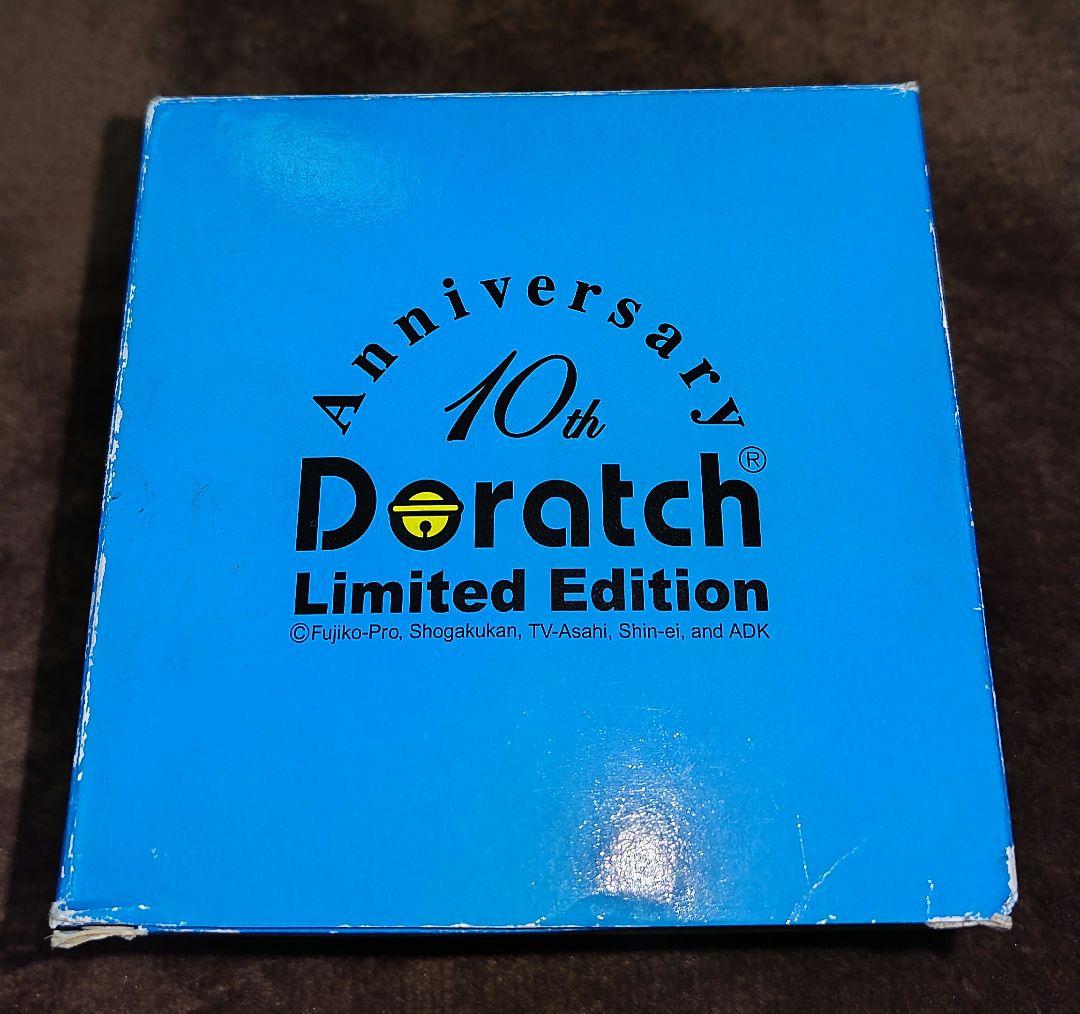 Anniversary
10th
Doratch®
Limited Edition
©Fujiko-Pro, Shogakukan, TV-Asahi, Shin-ei, and ADK